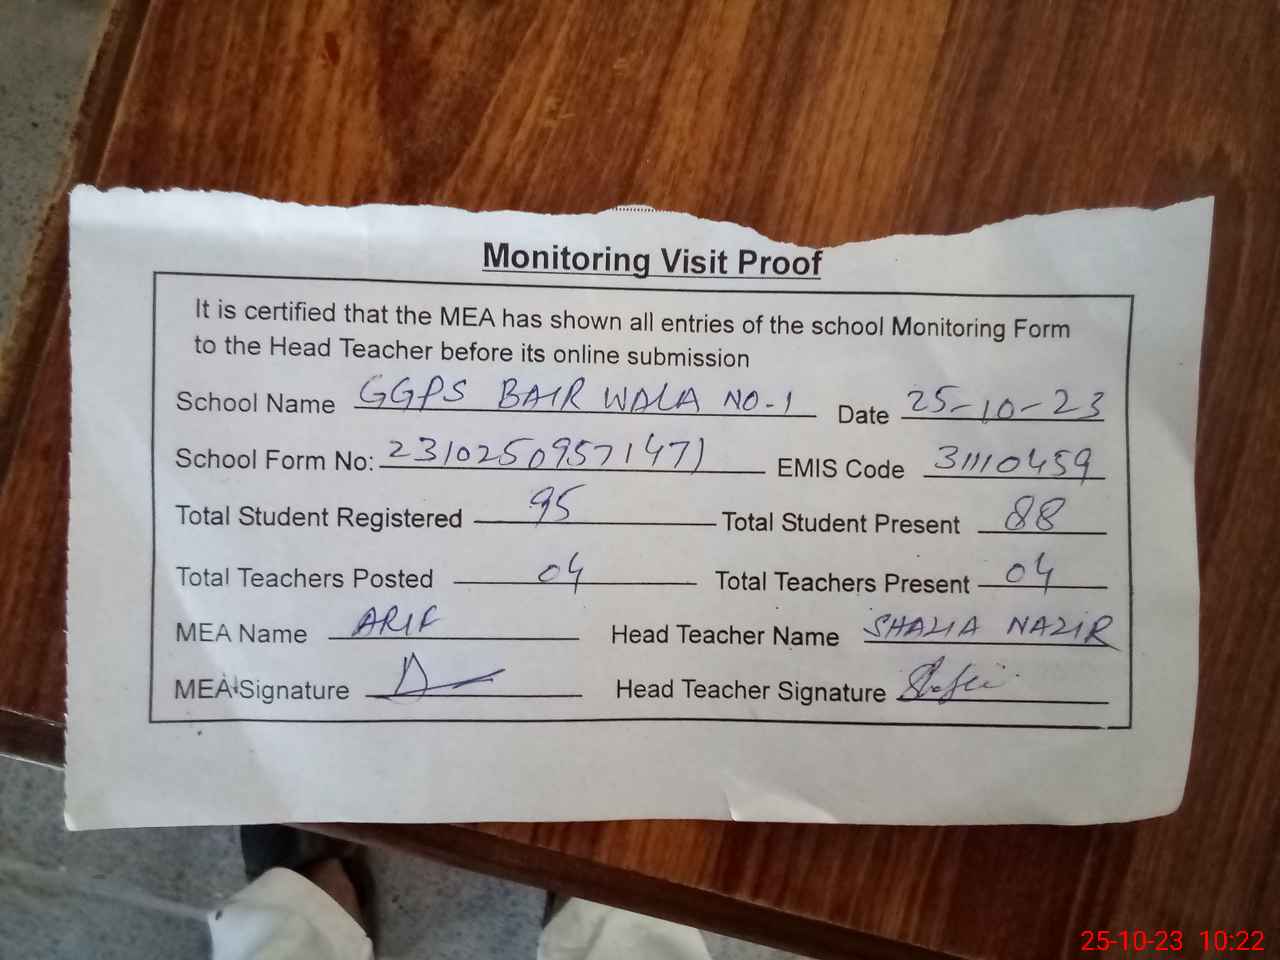 Monitoring Visit Proof
It is certified that the MEA has shown all entries of the school Monitoring Form
to the Head Teacher before its online submission
School Name GGPS BAIR WALA NO-1 Date 25-10-23
School Form No: 23102509571471 EMIS Code 31110459
Total Student Registered 95 Total Student Present 88
Total Teachers Posted 04 Total Teachers Present 04
MEA Name ARIF Head Teacher Name SHAZIA NAZIR
MEA Signature Head Teacher Signature
25-10-23 10:22